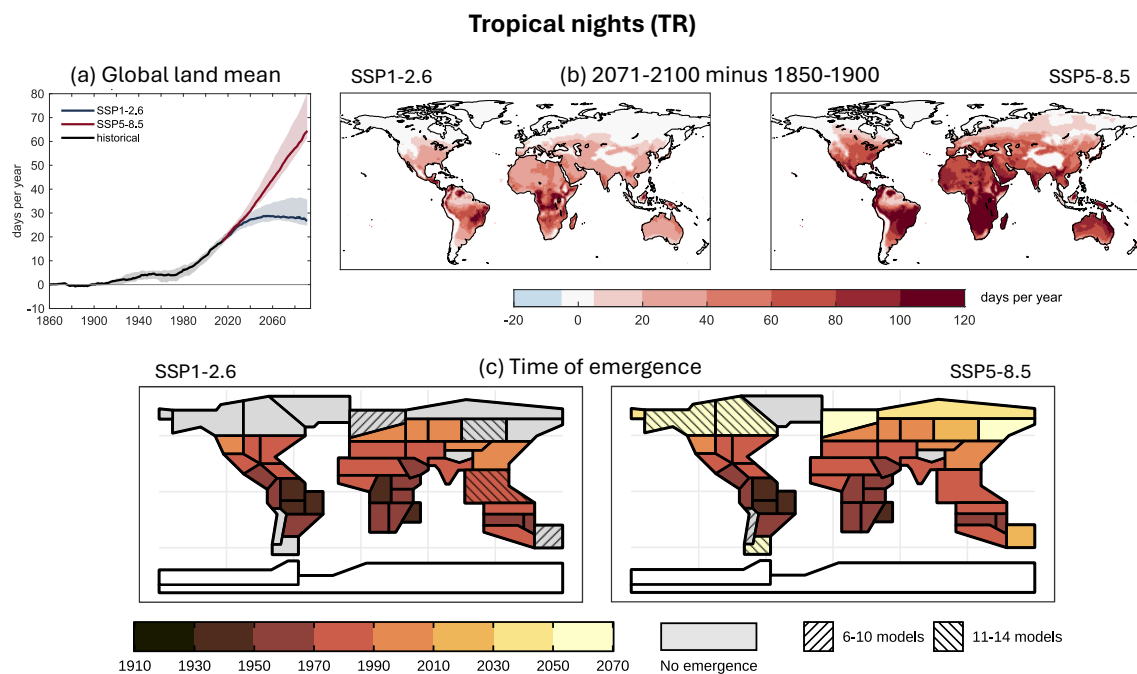 Tropical nights (TR)
(a) Global land mean
SSP1-2.6
(b) 2071-2100 minus 1850-1900
SSP5-8.5
80
70
60
50
40
30
20
10
0
-10
days per year
SSP1-2.6
SSP5-8.5
historical
1860 1900 1940 1980 2020 2060
-20 0 20 40 60 80 100 120
days per year
SSP1-2.6
(c) Time of emergence
SSP5-8.5
1910 1930 1950 1970 1990 2010 2030 2050 2070
No emergence
6-10 models
11-14 models